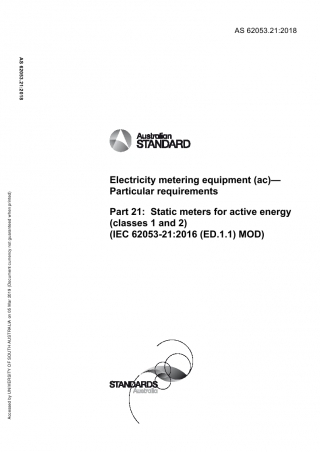 AS 62053.21:2018
AS 62053.21:2018
Australian
STANDARD
Electricity metering equipment (ac)—
Particular requirements
Part 21: Static meters for active energy
(classes 1 and 2)
(IEC 62053-21:2016 (ED.1.1) MOD)
Accessed by UNIVERSITY OF SOUTH AUSTRALIA on 05 Mar 2019 (Document currency not guaranteed when printed)
STANDARDS
Australia